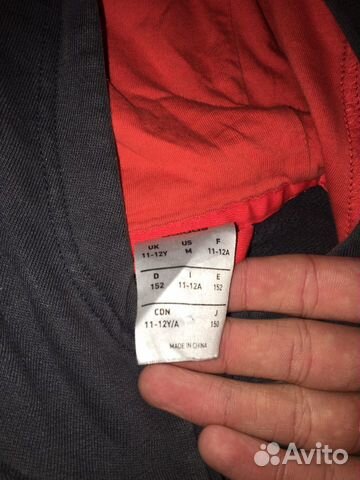 UK US F
11-12Y M 11-12A
D I E
152 11-12A 152
CDN J
11-12Y/A 150
MADE IN CHINA
Avito